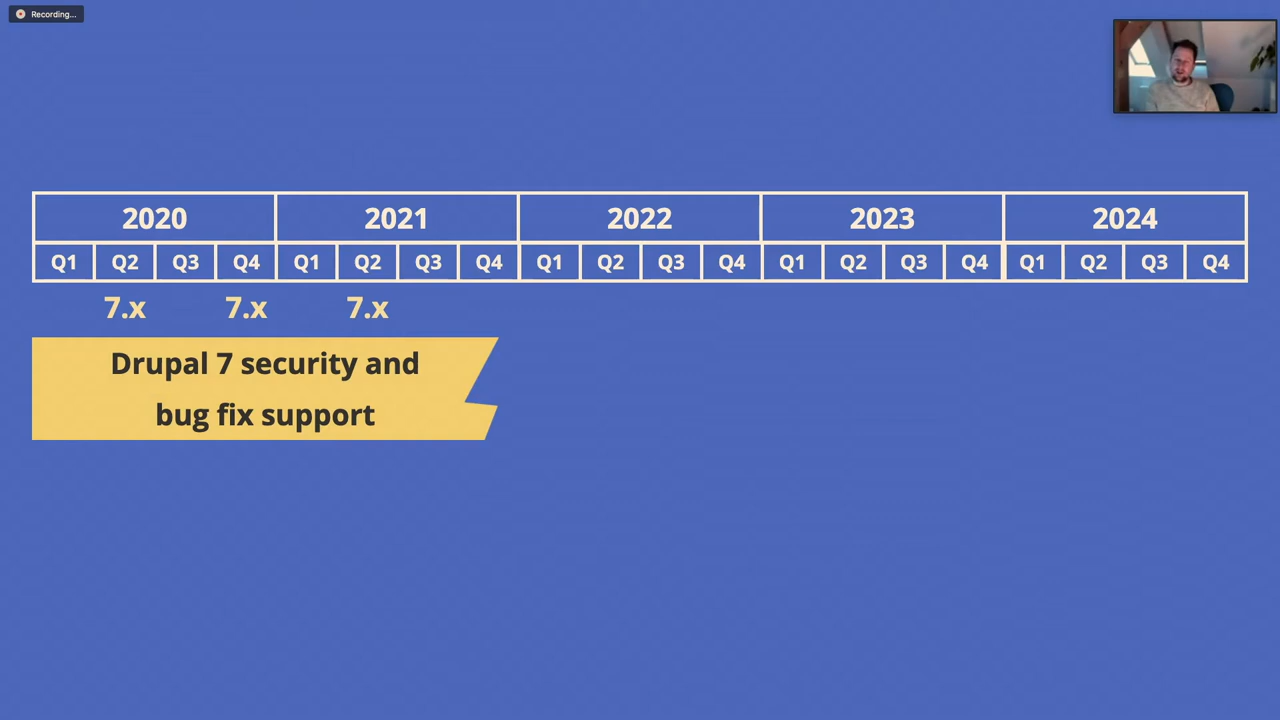 Recording...
2020 2021 2022 2023 2024
Q1 Q2 Q3 Q4 Q1 Q2 Q3 Q4 Q1 Q2 Q3 Q4 Q1 Q2 Q3 Q4 Q1 Q2 Q3 Q4
7.x 7.x 7.x
Drupal 7 security and
bug fix support